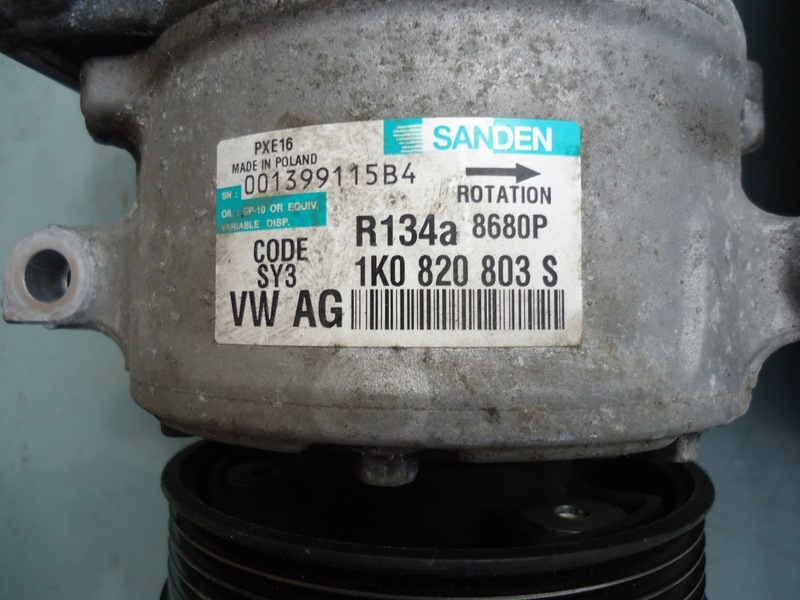 SANDEN
PXE16
MADE IN POLAND
SN : 001399115B4
ROTATION
OIL : SP-10 OR EQUIV.
VARIABLE DISP.
R134a 8680P
CODE
SY3
1K0 820 803 S
VW AG